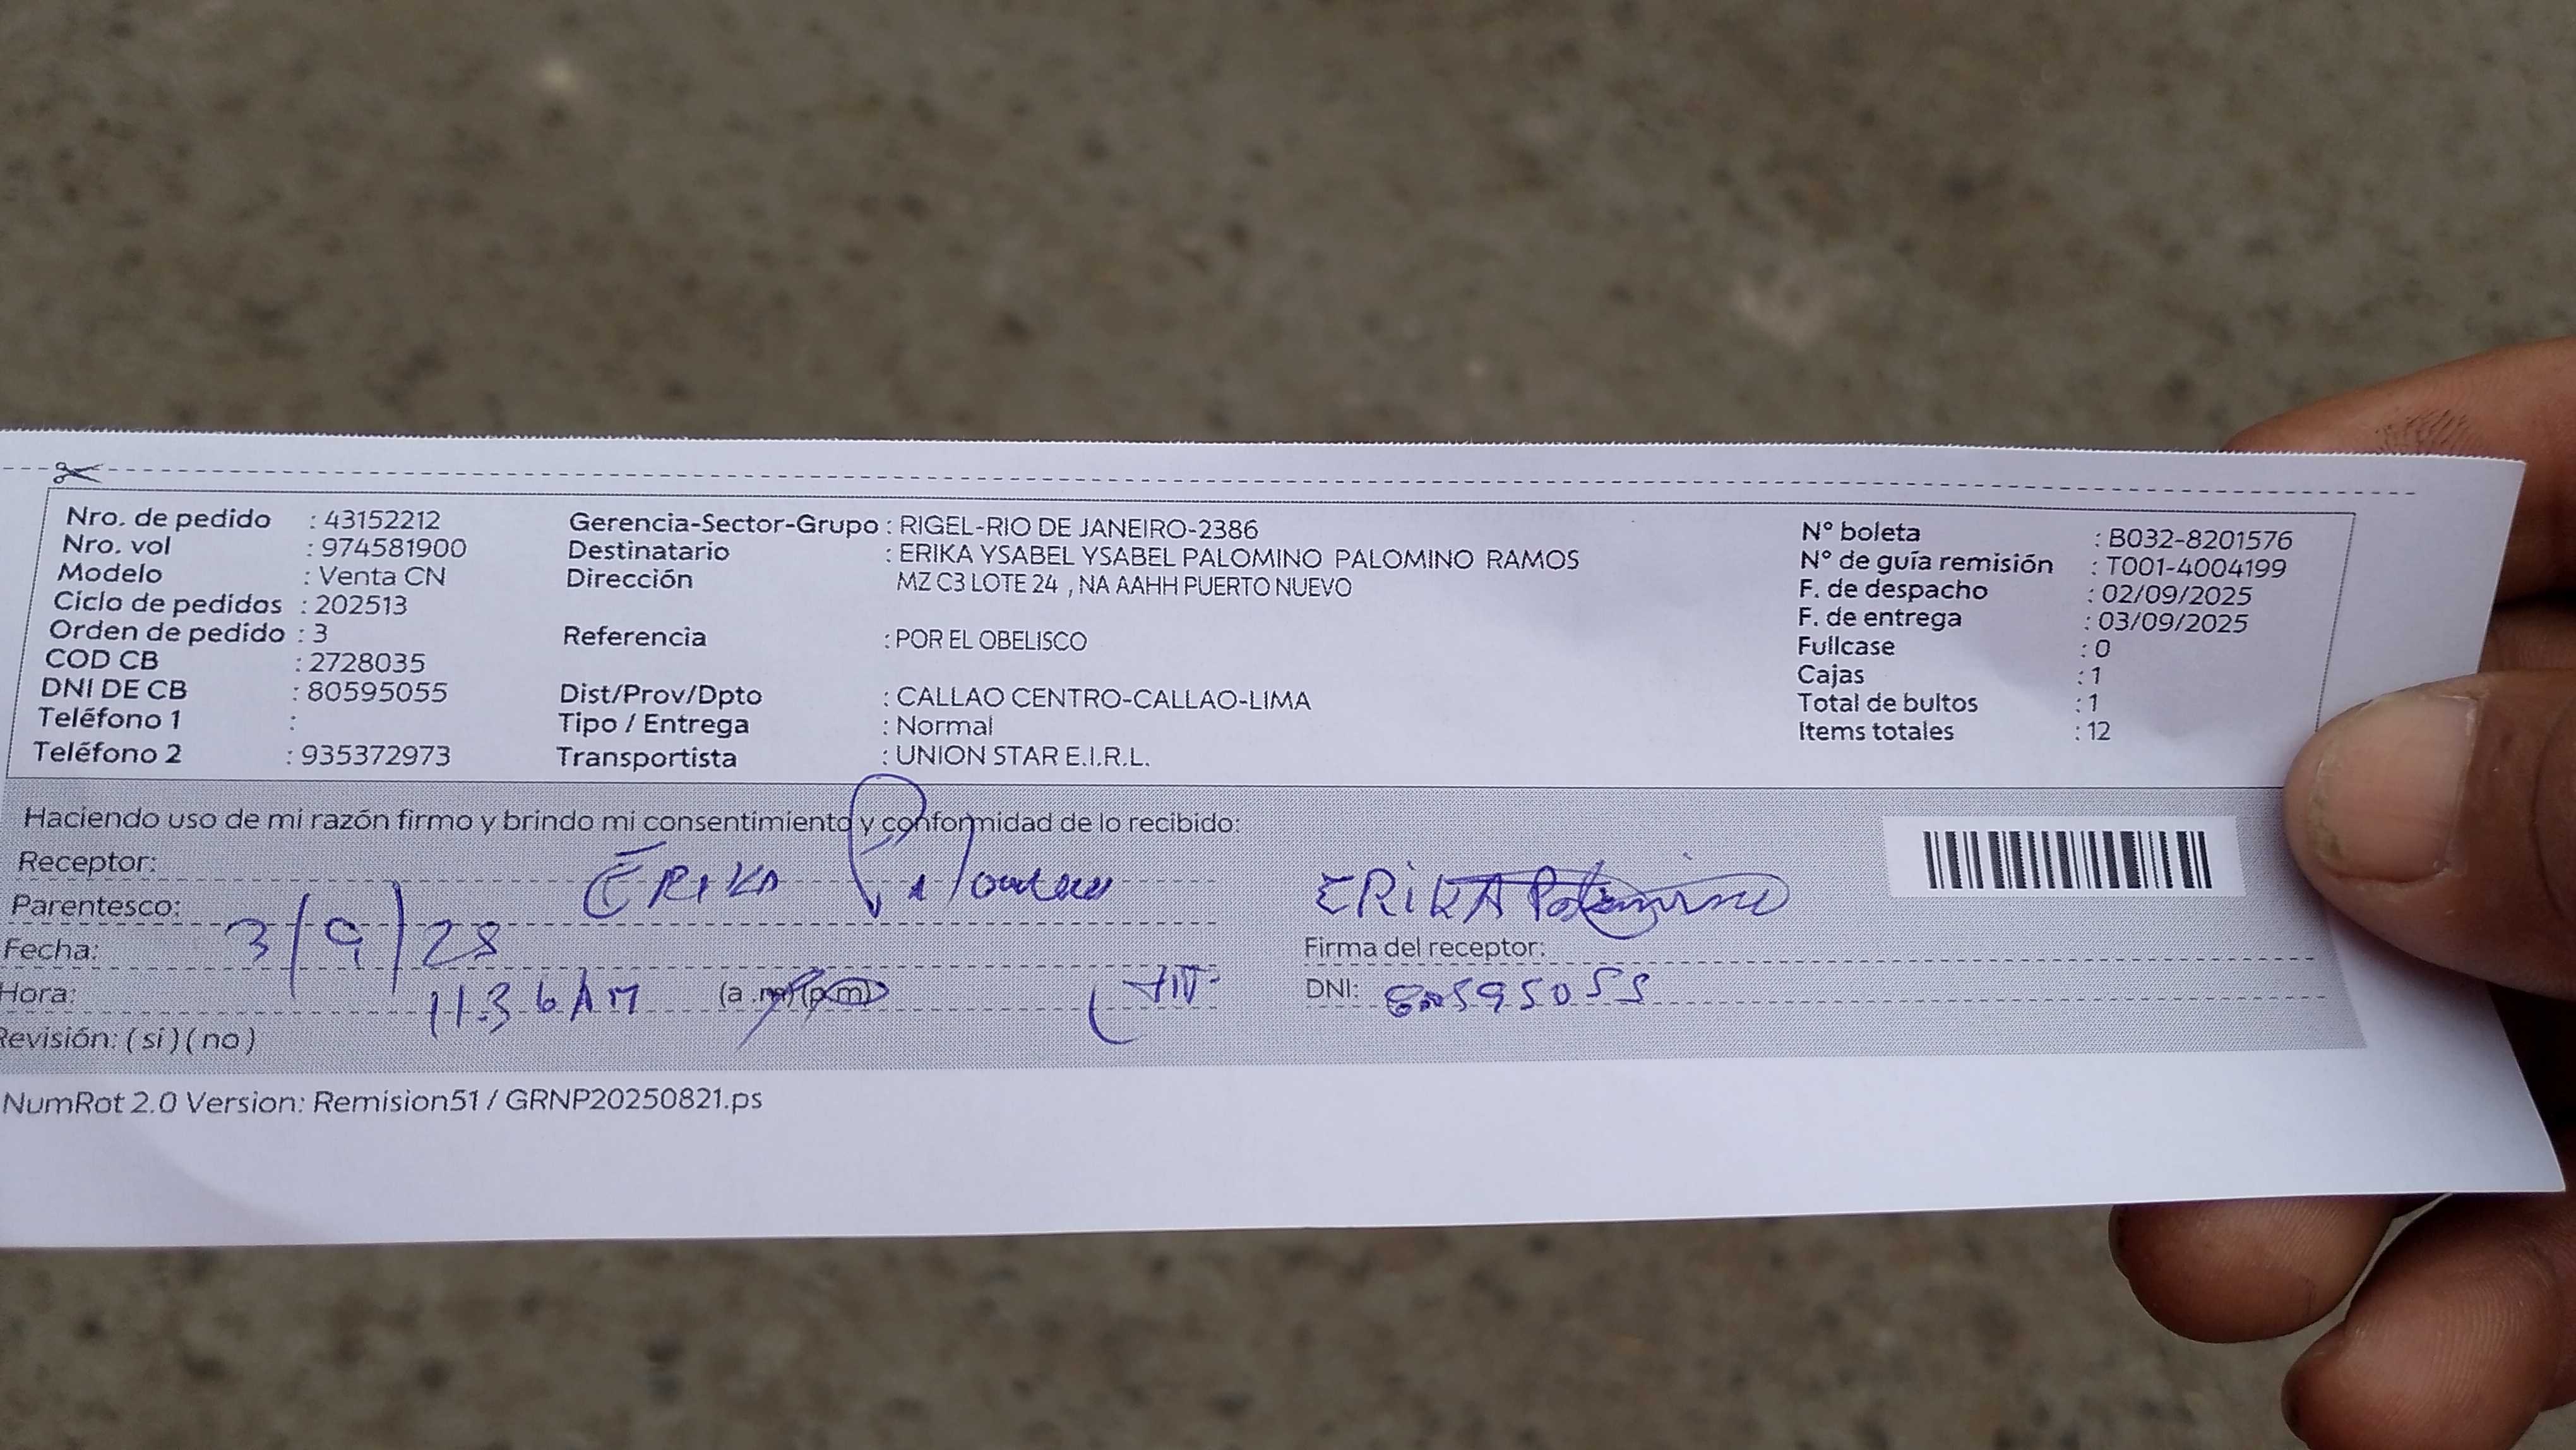 Nro. de pedido : 43152212 Gerencia-Sector-Grupo : RIGEL-RIO DE JANEIRO-2386 N° boleta : B032-8201576
Nro. vol : 974581900 Destinatario : ERIKA YSABEL YSABEL PALOMINO PALOMINO RAMOS N° de guía remisión : T001-4004199
Modelo : Venta CN Dirección MZ C3 LOTE 24 , NA AAHH PUERTO NUEVO F. de despacho : 02/09/2025
Ciclo de pedidos : 202513 F. de entrega : 03/09/2025
Orden de pedido : 3 Referencia : POR EL OBELISCO Fullcase : 0
COD CB : 2728035 Cajas : 1
DNI DE CB : 80595055 Dist/Prov/Dpto : CALLAO CENTRO-CALLAO-LIMA Total de bultos : 1
Teléfono 1 : Tipo / Entrega : Normal Items totales : 12
Teléfono 2 : 935372973 Transportista : UNION STAR E.I.R.L.
Haciendo uso de mi razón firmo y brindo mi consentimiento y conformidad de lo recibido:
Receptor: ERIKA Palomino ERIKA Palomino
Parentesco:
Fecha: 3/9/25 Firma del receptor:
Hora: 11.36 AM (a .m) (p.m) DNI: 80595055
Revisión: ( si ) ( no )
NumRot 2.0 Version: Remision51 / GRNP20250821.ps